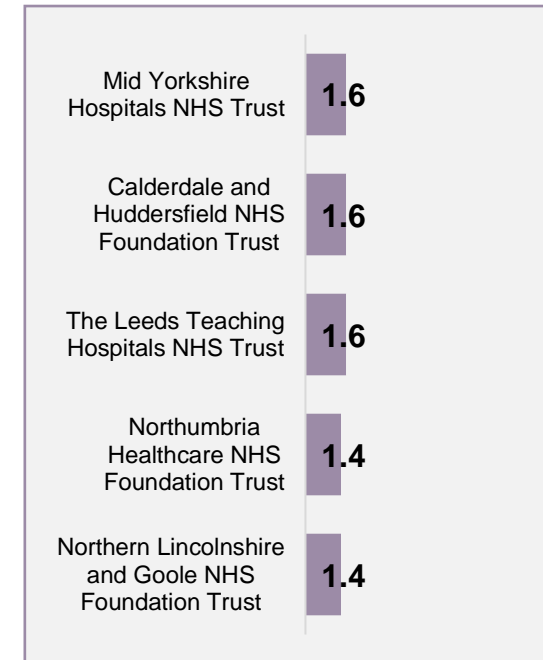 Mid Yorkshire
Hospitals NHS Trust
1.6
Calderdale and
Huddersfield NHS
Foundation Trust
1.6
The Leeds Teaching
Hospitals NHS Trust
1.6
Northumbria
Healthcare NHS
Foundation Trust
1.4
Northern Lincolnshire
and Goole NHS
Foundation Trust
1.4